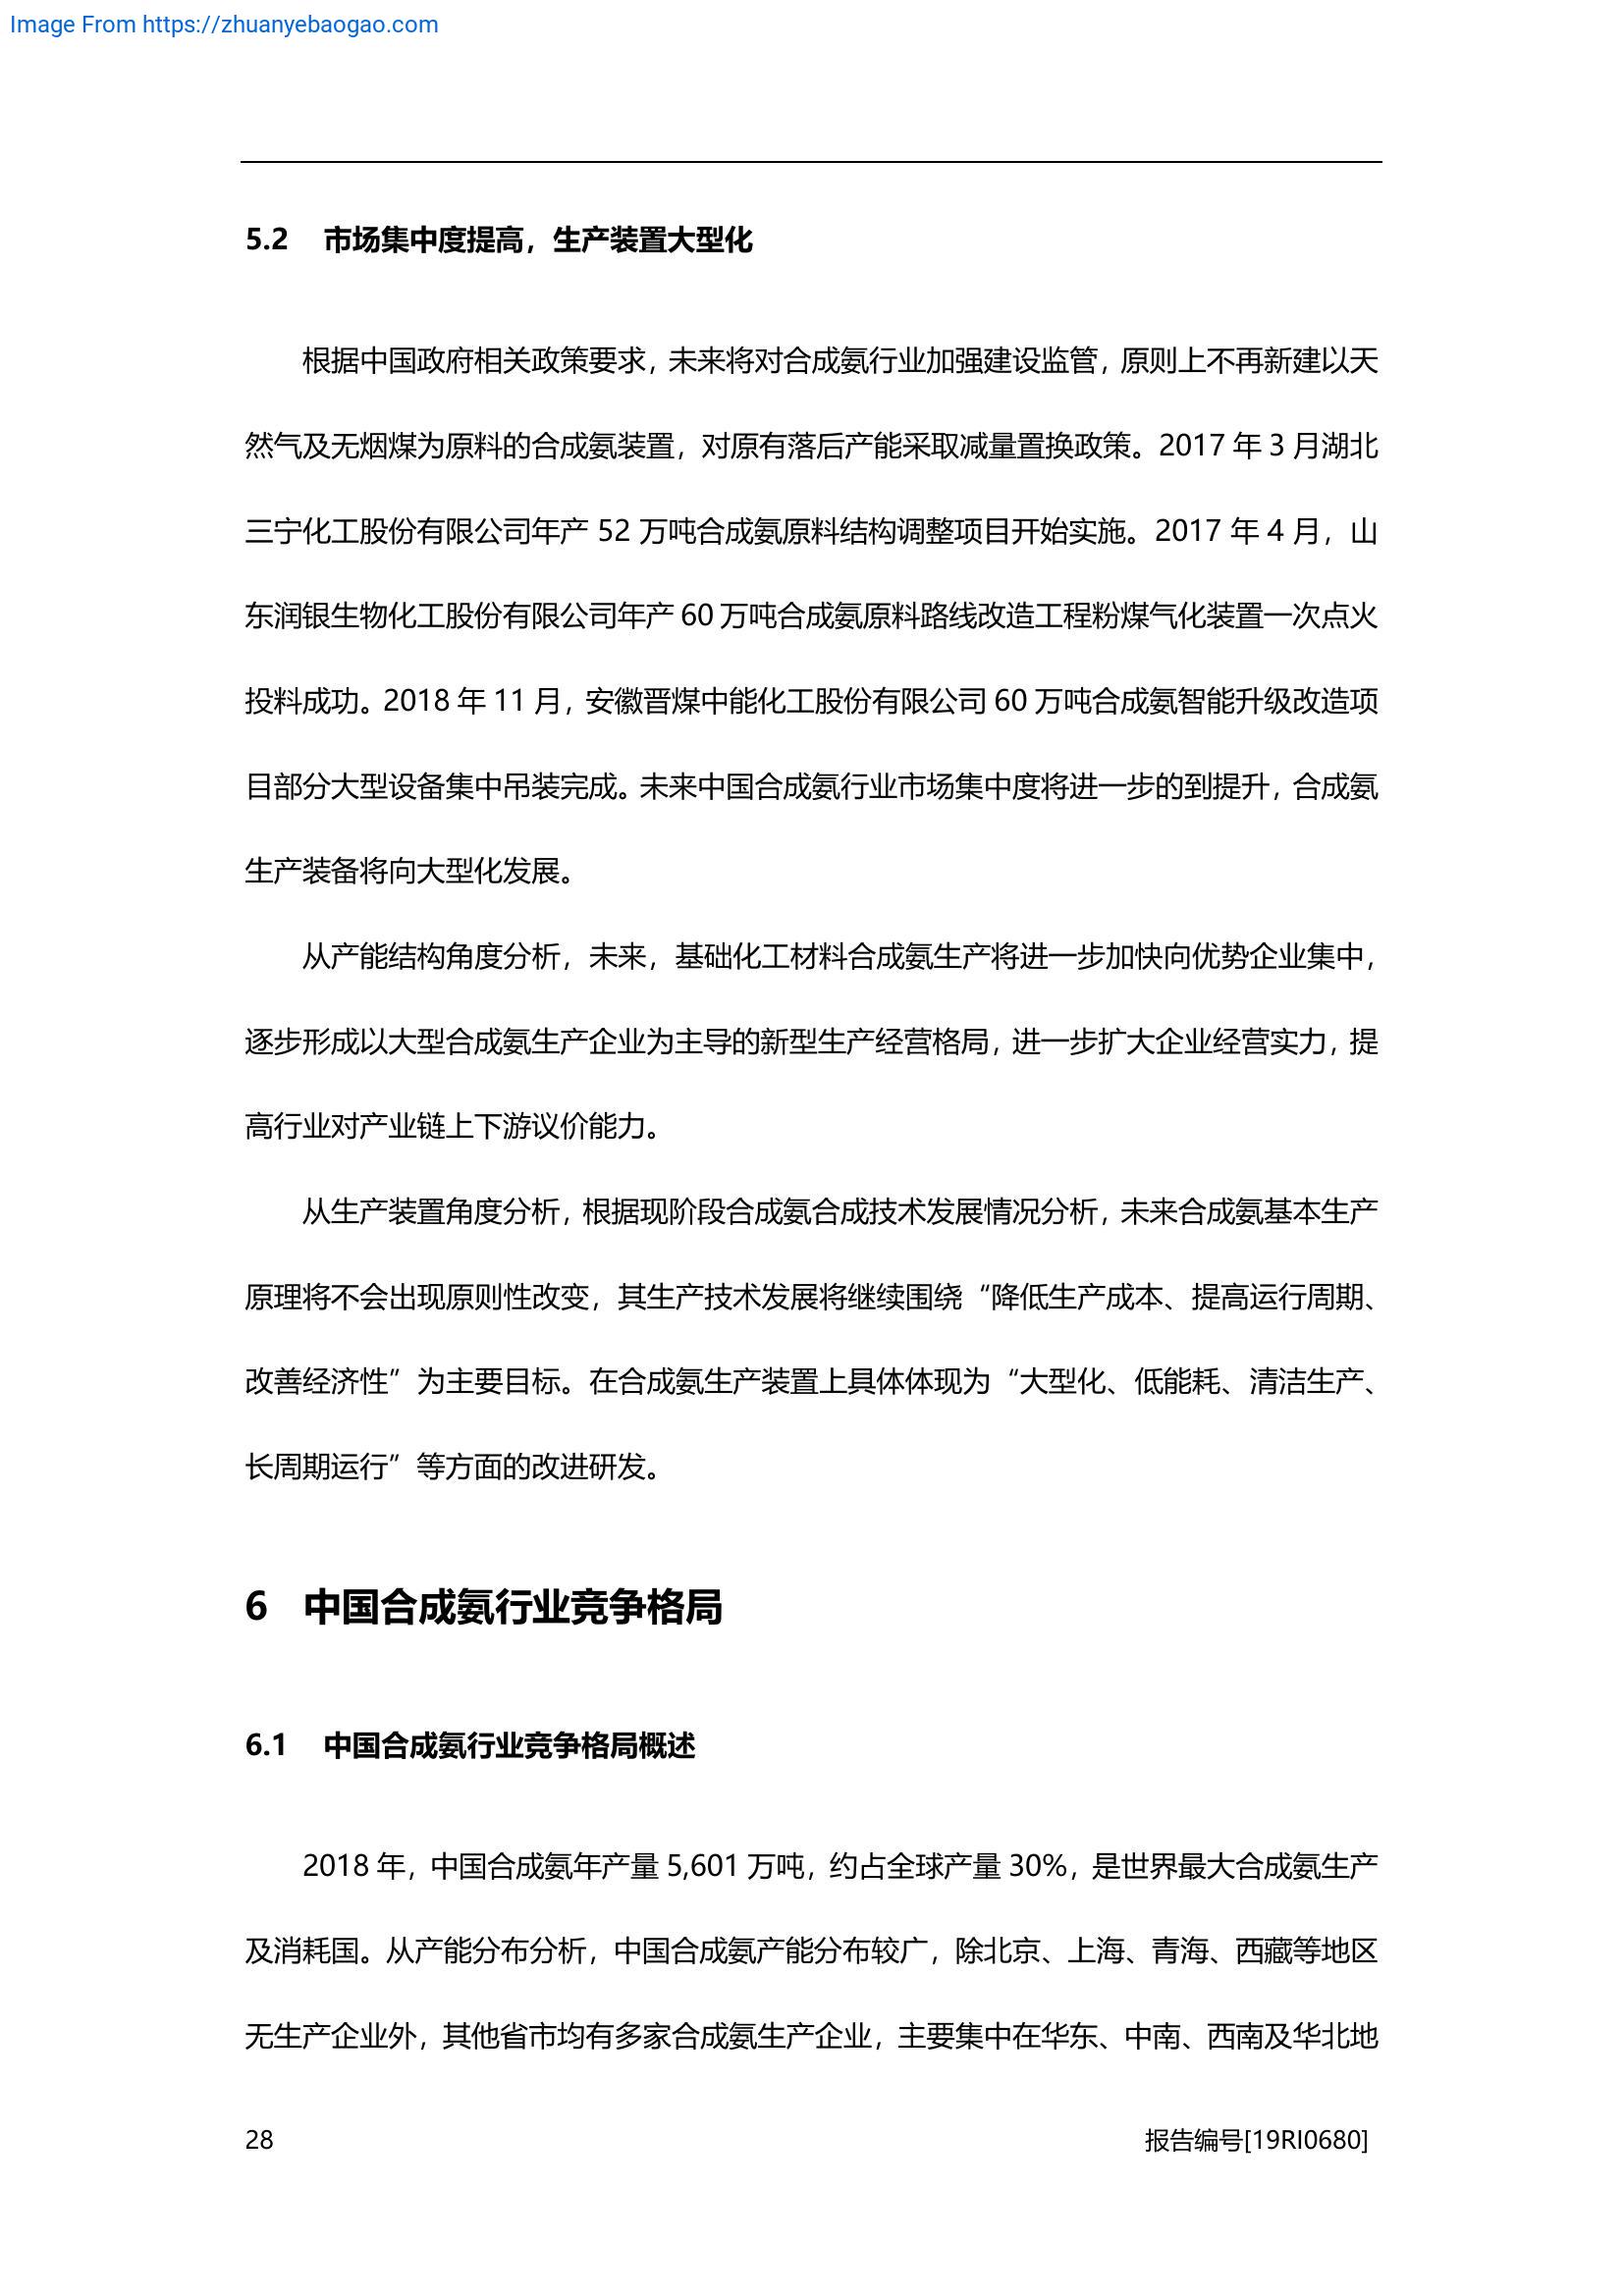 Image From https://zhuanyebaogao.com
5.2 市场集中度提高，生产装置大型化
根据中国政府相关政策要求，未来将对合成氨行业加强建设监管，原则上不再新建以天
然气及无烟煤为原料的合成氨装置，对原有落后产能采取减量置换政策。2017 年 3 月湖北
三宁化工股份有限公司年产 52 万吨合成氨原料结构调整项目开始实施。2017 年 4 月，山
东润银生物化工股份有限公司年产 60 万吨合成氨原料路线改造工程粉煤气化装置一次点火
投料成功。2018 年 11 月，安徽晋煤中能化工股份有限公司 60 万吨合成氨智能升级改造项
目部分大型设备集中吊装完成。未来中国合成氨行业市场集中度将进一步的到提升，合成氨
生产装备将向大型化发展。
从产能结构角度分析，未来，基础化工材料合成氨生产将进一步加快向优势企业集中，
逐步形成以大型合成氨生产企业为主导的新型生产经营格局，进一步扩大企业经营实力，提
高行业对产业链上下游议价能力。
从生产装置角度分析，根据现阶段合成氨合成技术发展情况分析，未来合成氨基本生产
原理将不会出现原则性改变，其生产技术发展将继续围绕“降低生产成本、提高运行周期、
改善经济性”为主要目标。在合成氨生产装置上具体体现为“大型化、低能耗、清洁生产、
长周期运行”等方面的改进研发。
6 中国合成氨行业竞争格局
6.1 中国合成氨行业竞争格局概述
2018 年，中国合成氨年产量 5,601 万吨，约占全球产量 30%，是世界最大合成氨生产
及消耗国。从产能分布分析，中国合成氨产能分布较广，除北京、上海、青海、西藏等地区
无生产企业外，其他省市均有多家合成氨生产企业，主要集中在华东、中南、西南及华北地
28 报告编号[19RI0680]